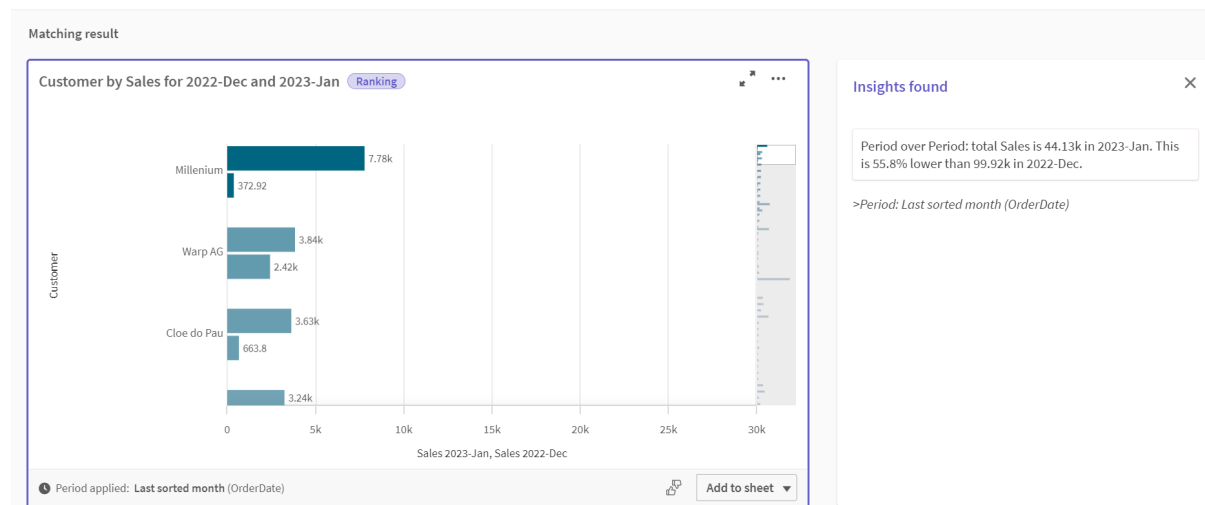 Matching result
Customer by Sales for 2022-Dec and 2023-Jan Ranking
Insights found
Period over Period: total Sales is 44.13k in 2023-Jan. This
is 55.8% lower than 99.92k in 2022-Dec.
>Period: Last sorted month (OrderDate)
Customer
Millenium
7.78k
372.92
Warp AG
3.84k
2.42k
Cloe do Pau
3.63k
663.8
3.24k
0 5k 10k 15k 20k 25k 30k
Sales 2023-Jan, Sales 2022-Dec
Period applied: Last sorted month (OrderDate)
Add to sheet